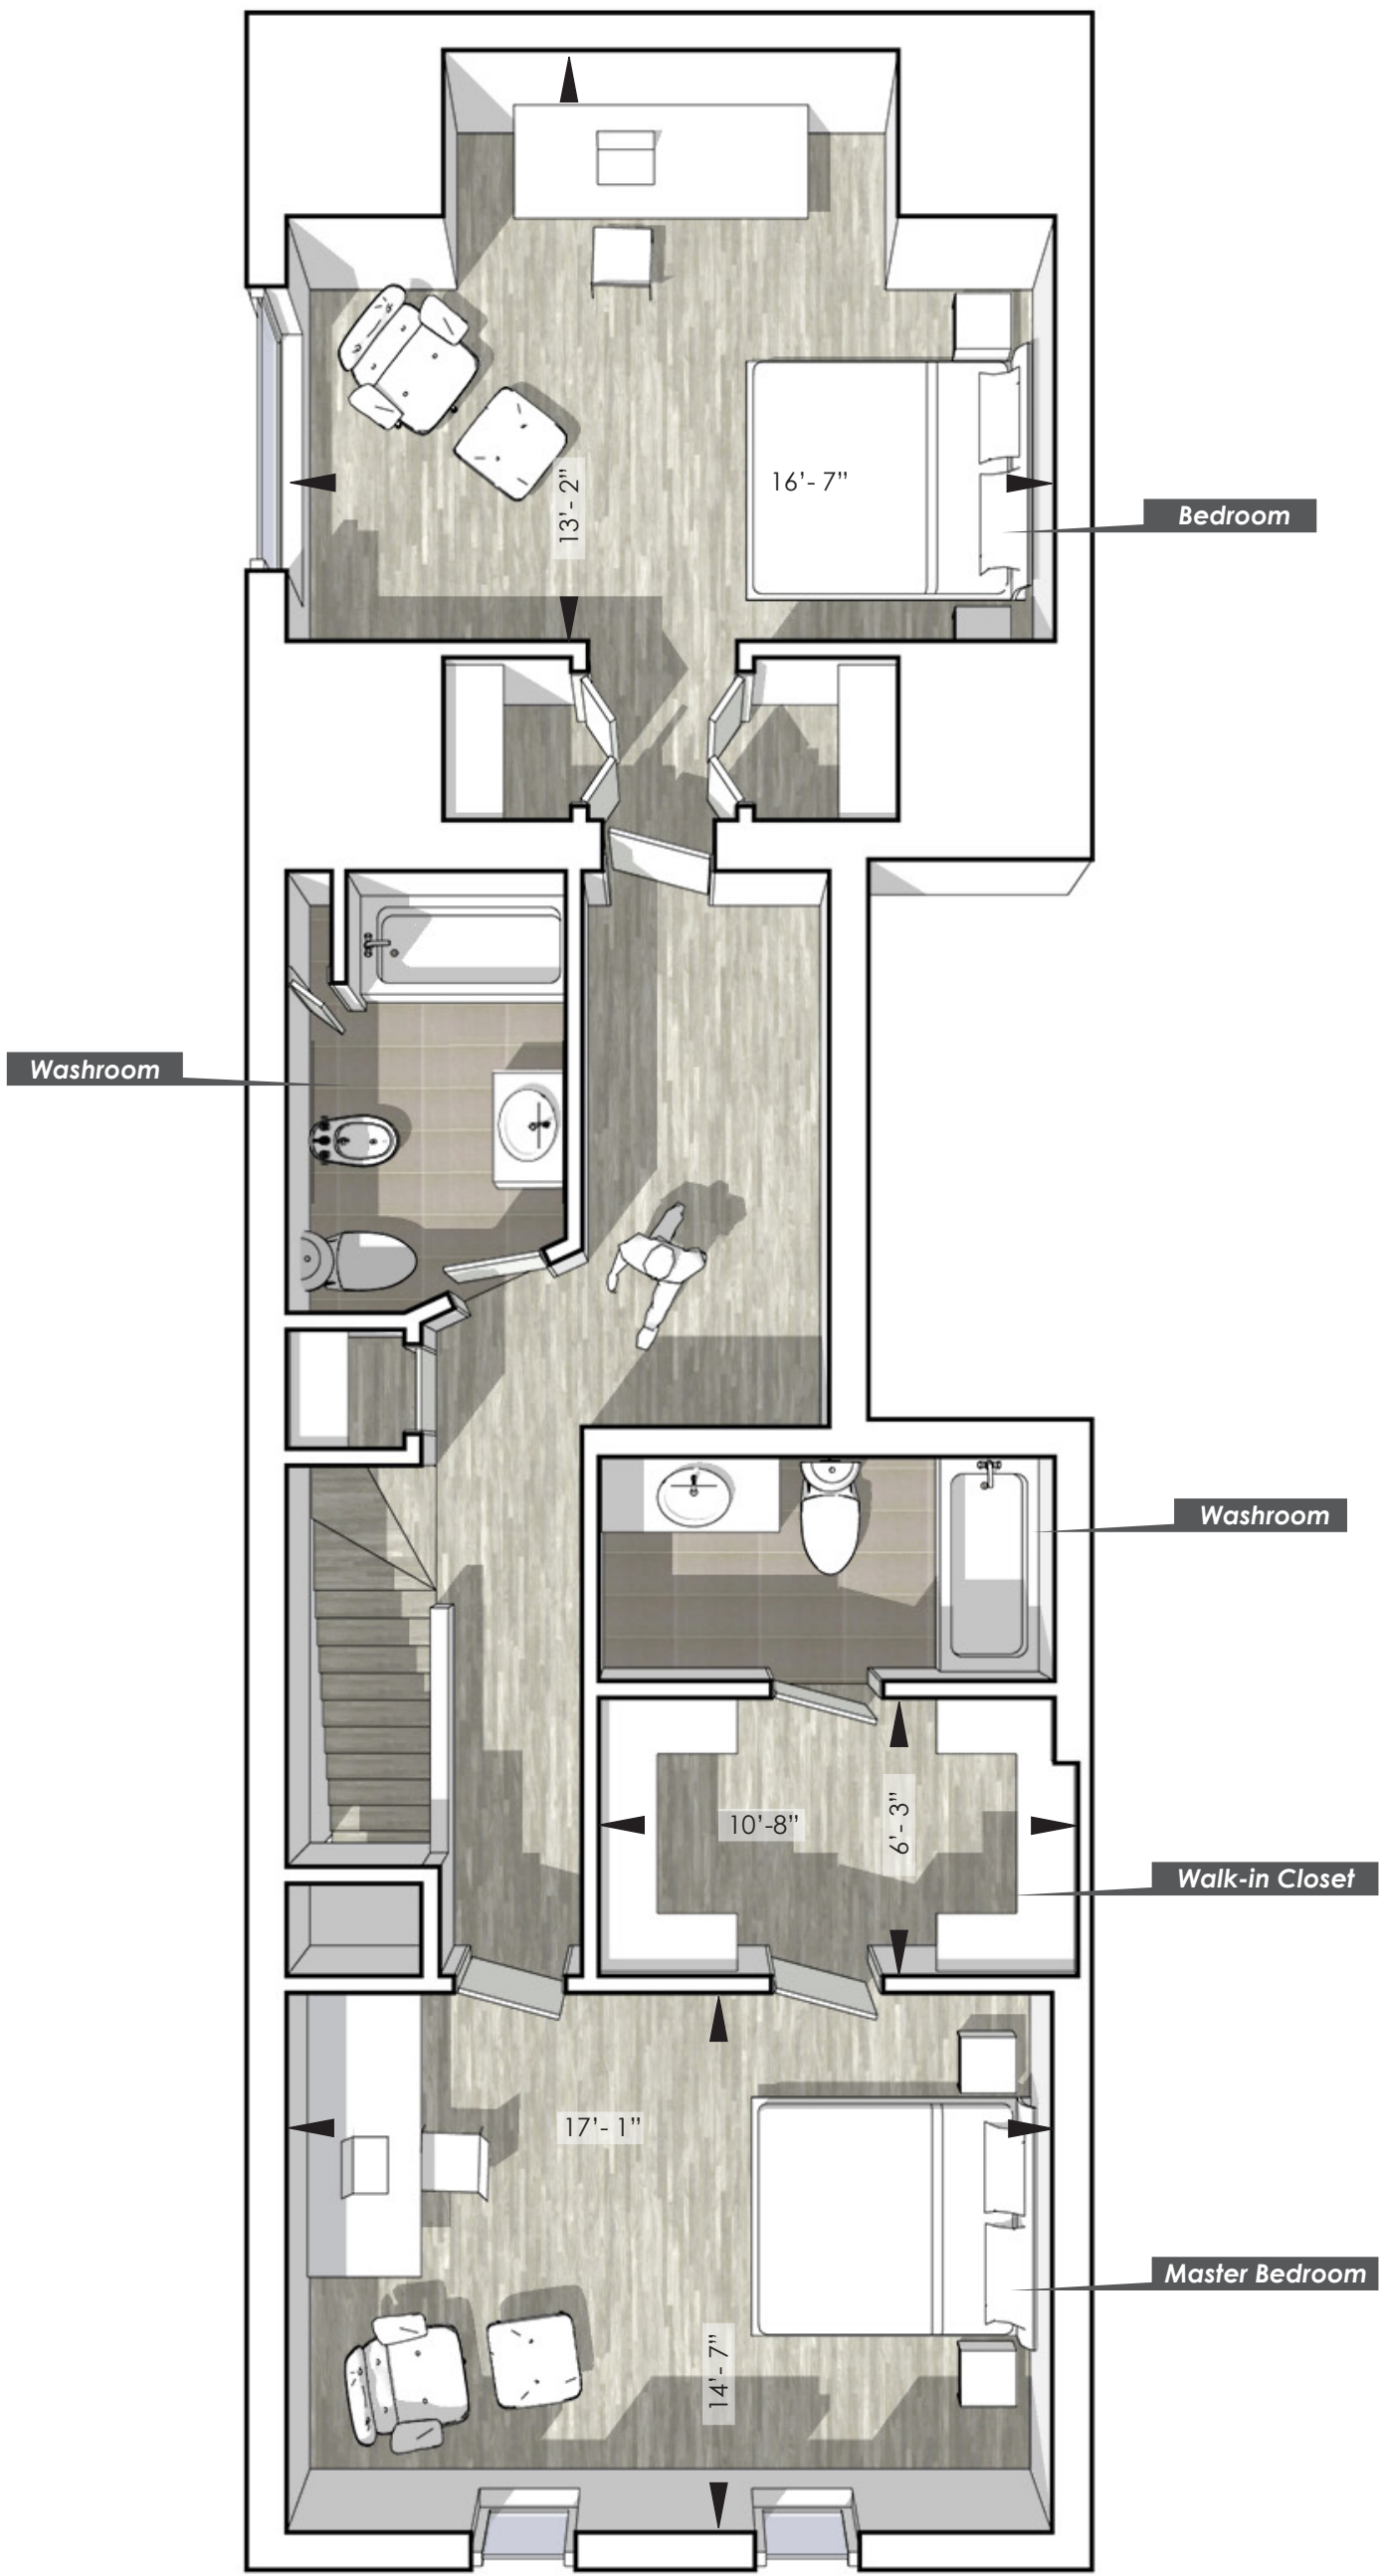 16’- 7”
13’- 2”
Bedroom
Washroom
Washroom
10’-8”
6’- 3”
Walk-in Closet
17’- 1”
Master Bedroom
14’- 7”